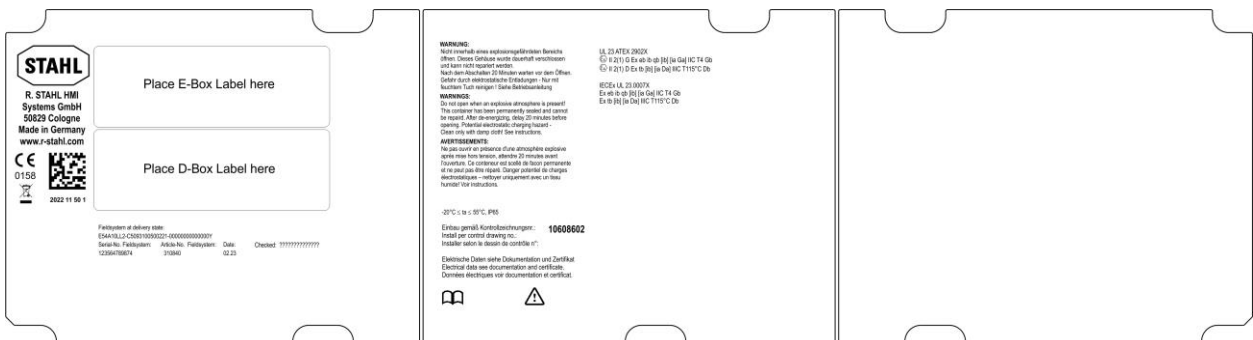 STAHL
R. STAHL HMI
Systems GmbH
50829 Cologne
Made in Germany
www.r-stahl.com
CE
0158
2022 11 50 1
Place E-Box Label here
Place D-Box Label here
Fieldsystem at delivery state:
Serial-No. Fieldsystem: Article-No. Fieldsystem: Date: Checked: ??????????????
123564789874 310840 02.23
WARNUNG:
Nicht innerhalb eines explosionsgefährdeten Bereichs
öffnen. Dieses Gehäuse wurde dauerhaft verschlossen
und kann nicht repariert werden.
Nach dem Abschalten 20 Minuten warten vor dem Öffnen.
Gefahr durch elektrostatische Entladungen - Nur mit
feuchtem Tuch reinigen ! Siehe Betriebsanleitung
WARNINGS:
Do not open when an explosive atmosphere is present!
This container has been permanently sealed and cannot
be repaird. After de-energizing, delay 20 minutes before
opening. Potential electrostatic charging hazard -
Clean only with damp cloth! See instructions.
AVERTISSEMENTS:
Ne pas ouvrir en présence d'une atmosphère explosive
après mise hors tension, attendre 20 minutes avant
l'ouverture. Ce conteneur est scellé de facon permanente
et ne peut pas être réparé. Danger potentiel de charges
électrostatiques – nettoyer uniquement avec un tissu
humide! Voir instructions.
-20°C ≤ ta ≤ 55°C, IP65
Einbau gemäß Kontrollzeichnungsnr.: 10608602
Install per control drawing no.:
Installer selon le dessin de contrôle n°:
Elektrische Daten siehe Dokumentation und Zertifikat
Electrical data see documentation and certificate.
Données électriques voir documentation et certificat.
UL 23 ATEX 2902X
II 2(1) G Ex eb ib qb [ib] [ia Ga] IIC T4 Gb
II 2(1) D Ex tb [ib] [ia Da] IIIC T115°C Db
IECEx UL 23.0007X
Ex eb ib qb [ib] [ia Ga] IIC T4 Gb
Ex tb [ib] [ia Da] IIIC T115°C Db